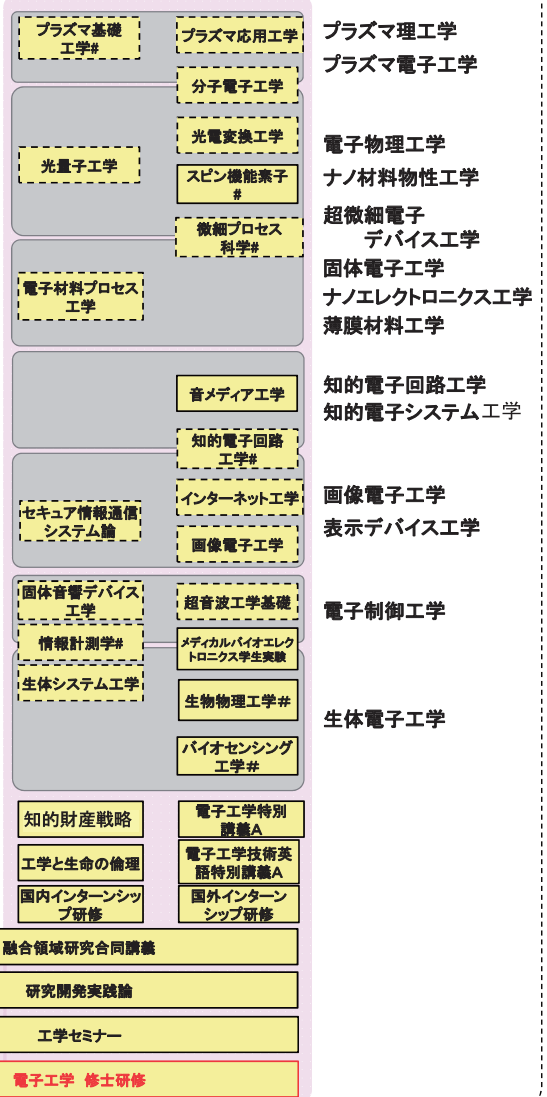 プラズマ基礎
工学#
プラズマ応用工学
分子電子工学
光電変換工学
光量子工学
スピン機能素子
#
微細プロセス
科学#
電子材料プロセス
工学
音メディア工学
知的電子回路
工学#
インターネット工学
セキュア情報通信
システム論
画像電子工学
固体音響デバイス
工学
超音波工学基礎
情報計測学#
メディカルバイオエレク
トロニクス学生実験
生体システム工学
生物物理工学＃
バイオセンシング
工学＃
知的財産戦略
電子工学特別
講義A
工学と生命の倫理
電子工学技術英
語特別講義A
国内インターンシッ
プ研修
国外インターン
シップ研修
融合領域研究合同講義
研究開発実践論
工学セミナー
電子工学 修士研修
プラズマ理工学
プラズマ電子工学
電子物理工学
ナノ材料物性工学
超微細電子
デバイス工学
固体電子工学
ナノエレクトロニクス工学
薄膜材料工学
知的電子回路工学
知的電子システム工学
画像電子工学
表示デバイス工学
電子制御工学
生体電子工学